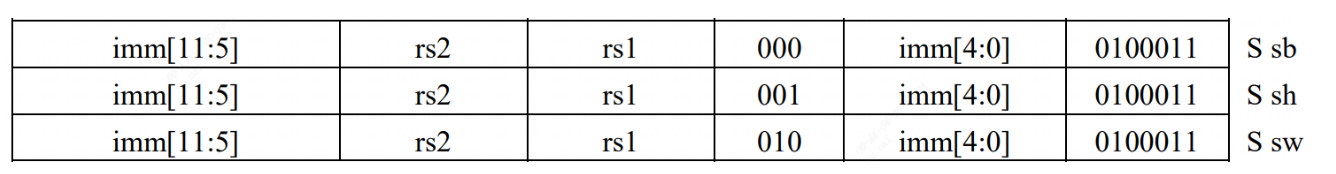 imm[11:5] rs2 rs1 000 imm[4:0] 0100011 S sb
imm[11:5] rs2 rs1 001 imm[4:0] 0100011 S sh
imm[11:5] rs2 rs1 010 imm[4:0] 0100011 S sw